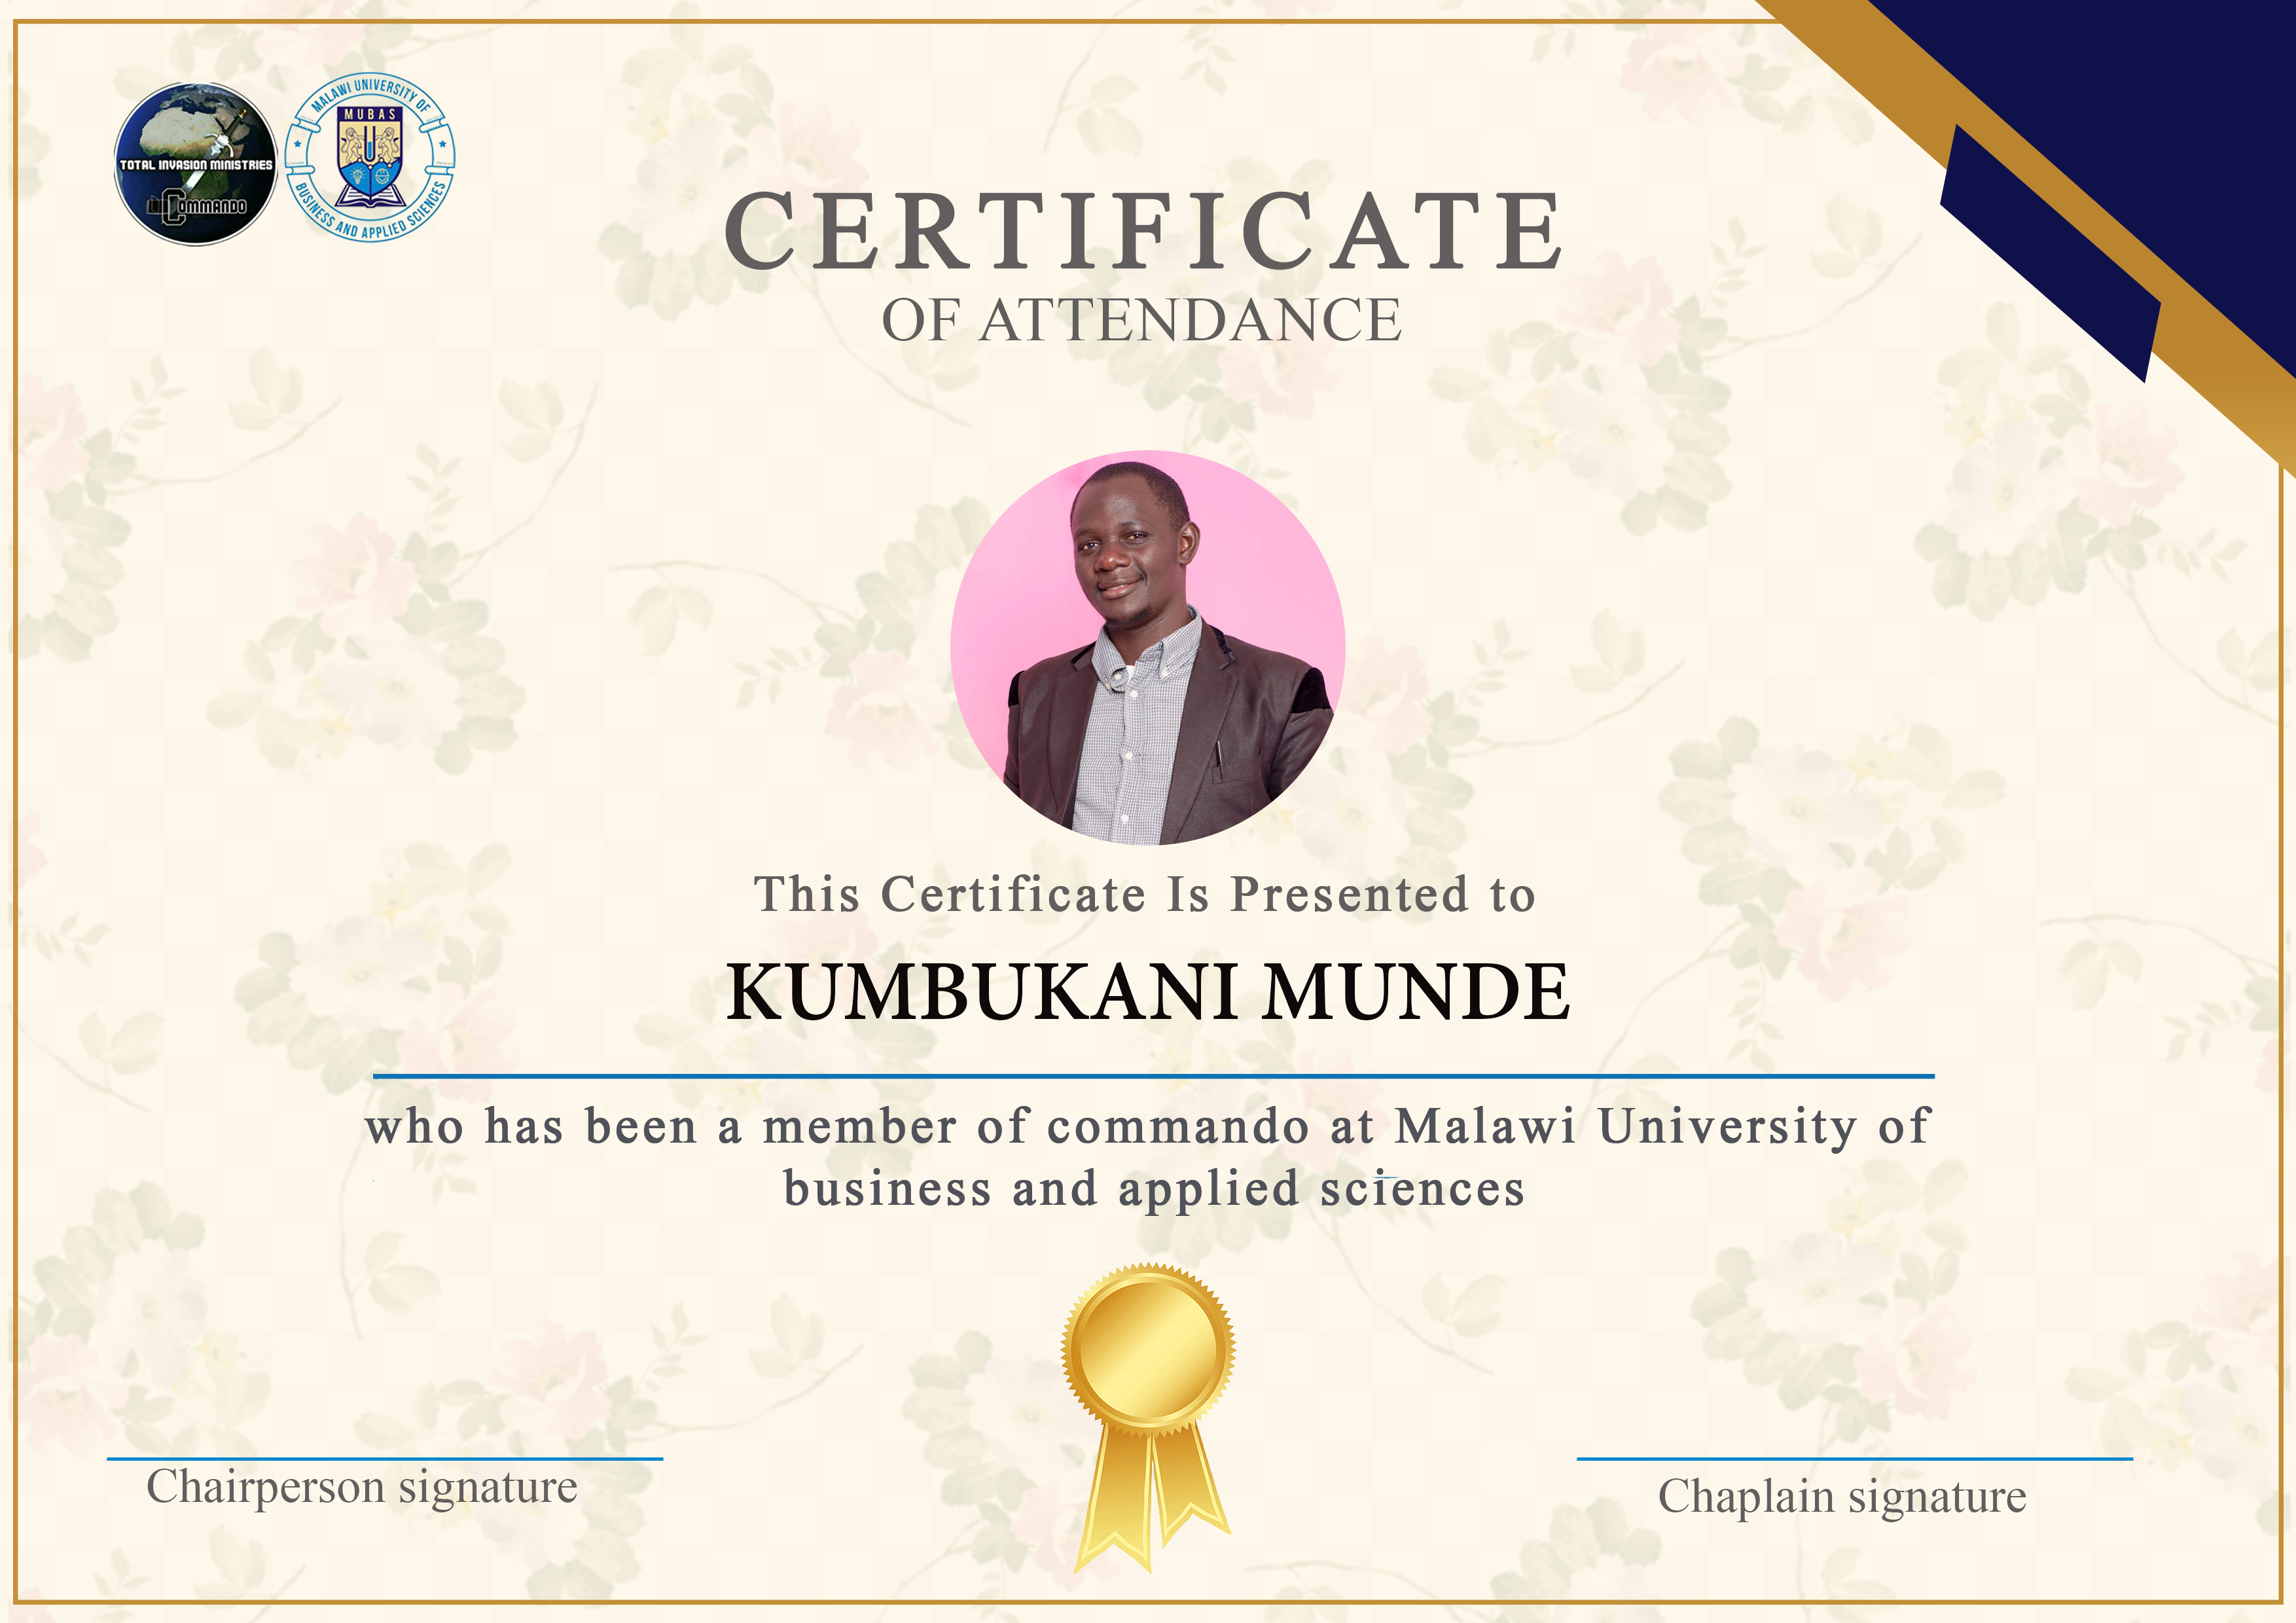 TOTAL INVASION MINISTRIES
COMMANDO
MALAWI UNIVERSITY OF
MUBAS
BUSINESS AND APPLIED SCIENCES
CERTIFICATE
OF ATTENDANCE
This Certificate Is Presented to
KUMBUKANI MUNDE
who has been a member of commando at Malawi University of
business and applied sciences
Chairperson signature
Chaplain signature